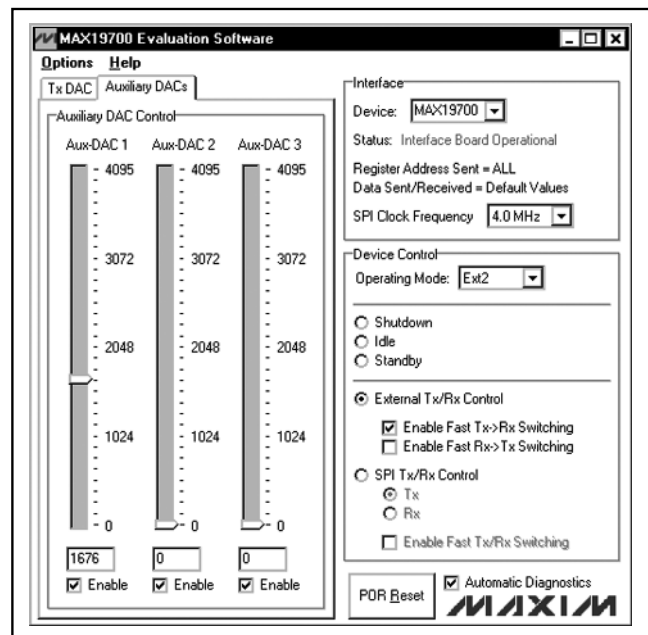 MAX19700 Evaluation Software
Options Help
Tx DAC Auxiliary DACs
Auxiliary DAC Control
Aux-DAC 1 Aux-DAC 2 Aux-DAC 3
4095 4095 4095
3072 3072 3072
2048 2048 2048
1024 1024 1024
0 0 0
1676 0 0
Enable Enable Enable
Interface
Device: MAX19700
Status: Interface Board Operational
Register Address Sent = ALL
Data Sent/Received = Default Values
SPI Clock Frequency 4.0 MHz
Device Control
Operating Mode: Ext2
Shutdown
Idle
Standby
External Tx/Rx Control
Enable Fast Tx->Rx Switching
Enable Fast Rx->Tx Switching
SPI Tx/Rx Control
Tx
Rx
Enable Fast Tx/Rx Switching
POR Reset
Automatic Diagnostics
MAXIM